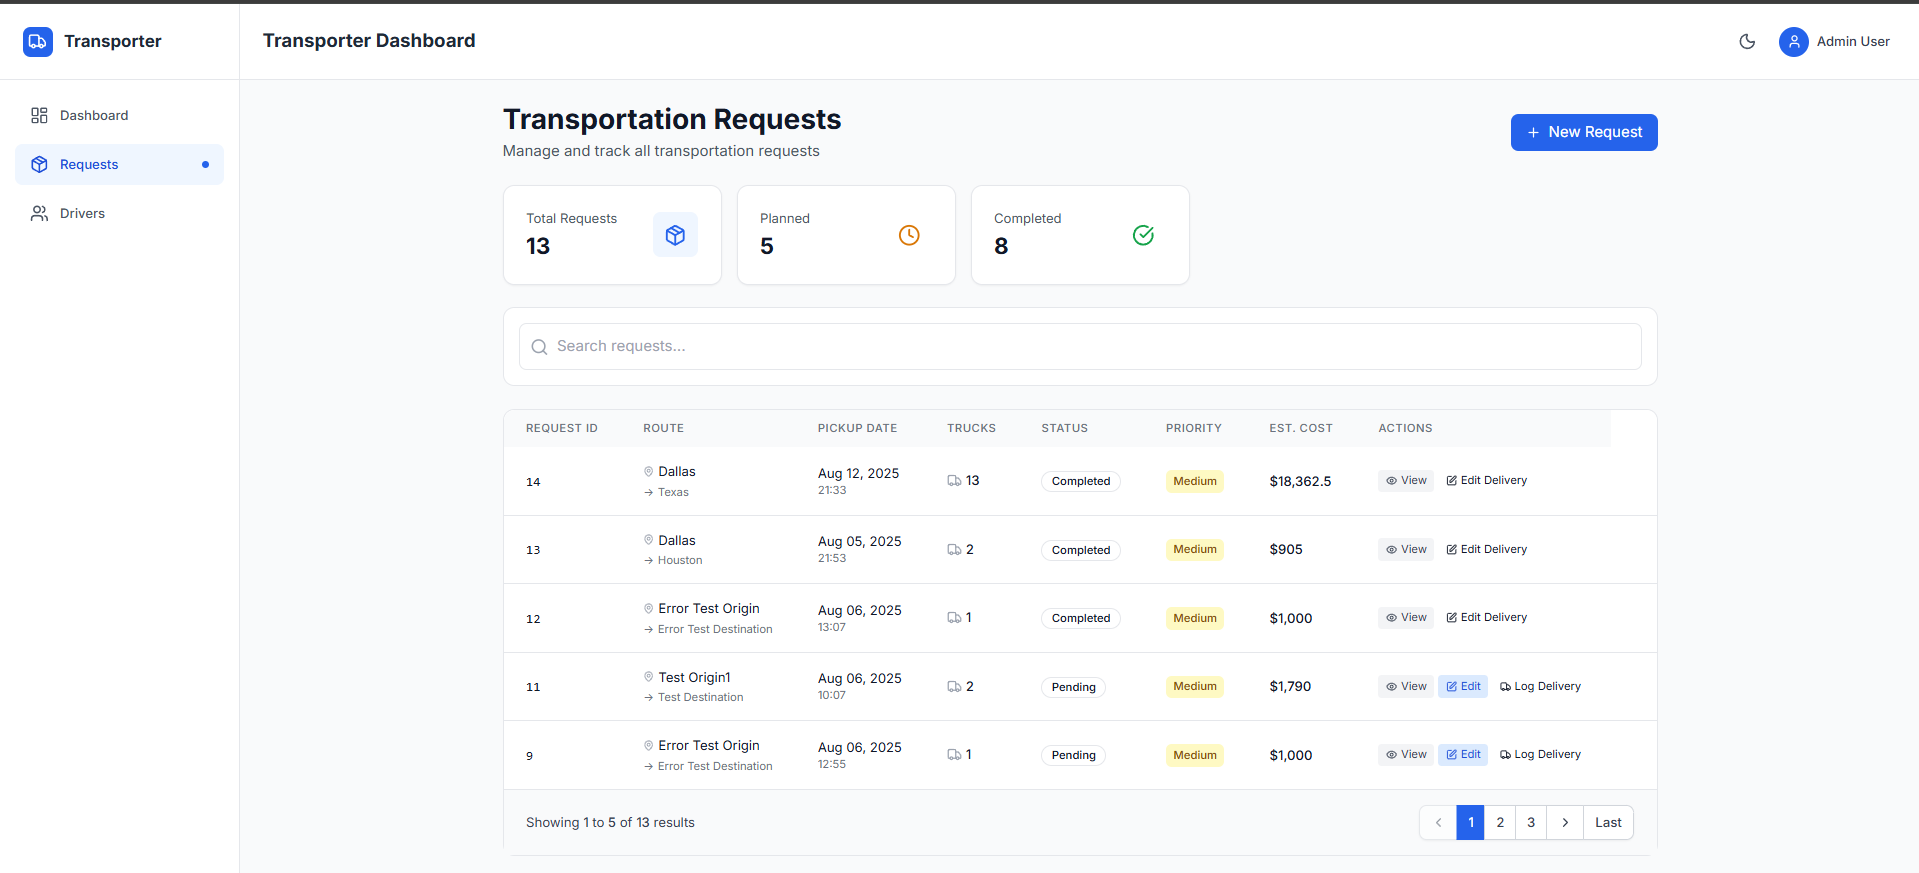 Transporter
Transporter Dashboard
Admin User
Dashboard
Requests
Drivers
Transportation Requests
Manage and track all transportation requests
+ New Request
Total Requests
13
Planned
5
Completed
8
Search requests...
REQUEST ID ROUTE PICKUP DATE TRUCKS STATUS PRIORITY EST. COST ACTIONS
14 Dallas Aug 12, 2025 13 Completed Medium $18,362.5 View Edit Delivery
→ Texas 21:33
13 Dallas Aug 05, 2025 2 Completed Medium $905 View Edit Delivery
→ Houston 21:53
12 Error Test Origin Aug 06, 2025 1 Completed Medium $1,000 View Edit Delivery
→ Error Test Destination 13:07
11 Test Origin1 Aug 06, 2025 2 Pending Medium $1,790 View Edit Log Delivery
→ Test Destination 10:07
9 Error Test Origin Aug 06, 2025 1 Pending Medium $1,000 View Edit Log Delivery
→ Error Test Destination 12:55
Showing 1 to 5 of 13 results
< 1 2 3 > Last